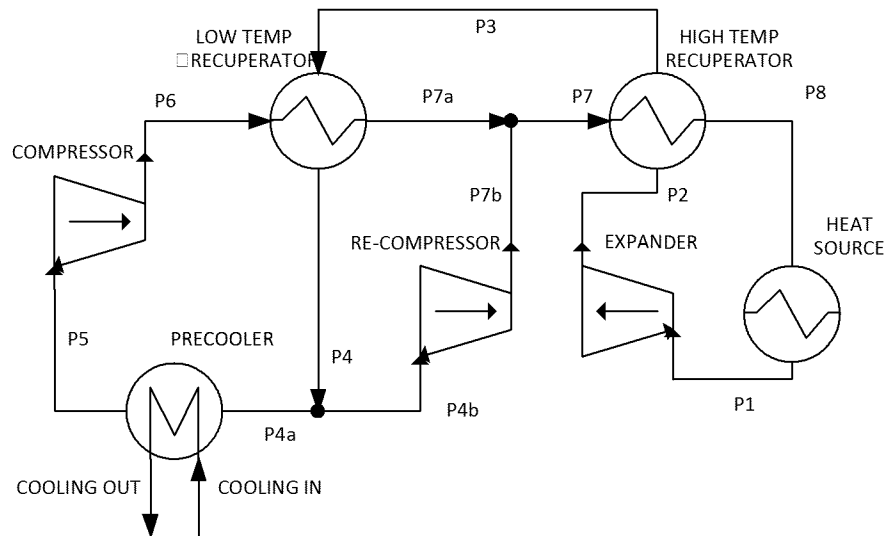 P3
LOW TEMP
□RECUPERATOR
HIGH TEMP
RECUPERATOR
P6
P7a
P7
P8
COMPRESSOR
P7b
P2
RE-COMPRESSOR
EXPANDER
HEAT
SOURCE
P5
PRECOOLER
P4
P4a
P4b
P1
COOLING OUT
COOLING IN